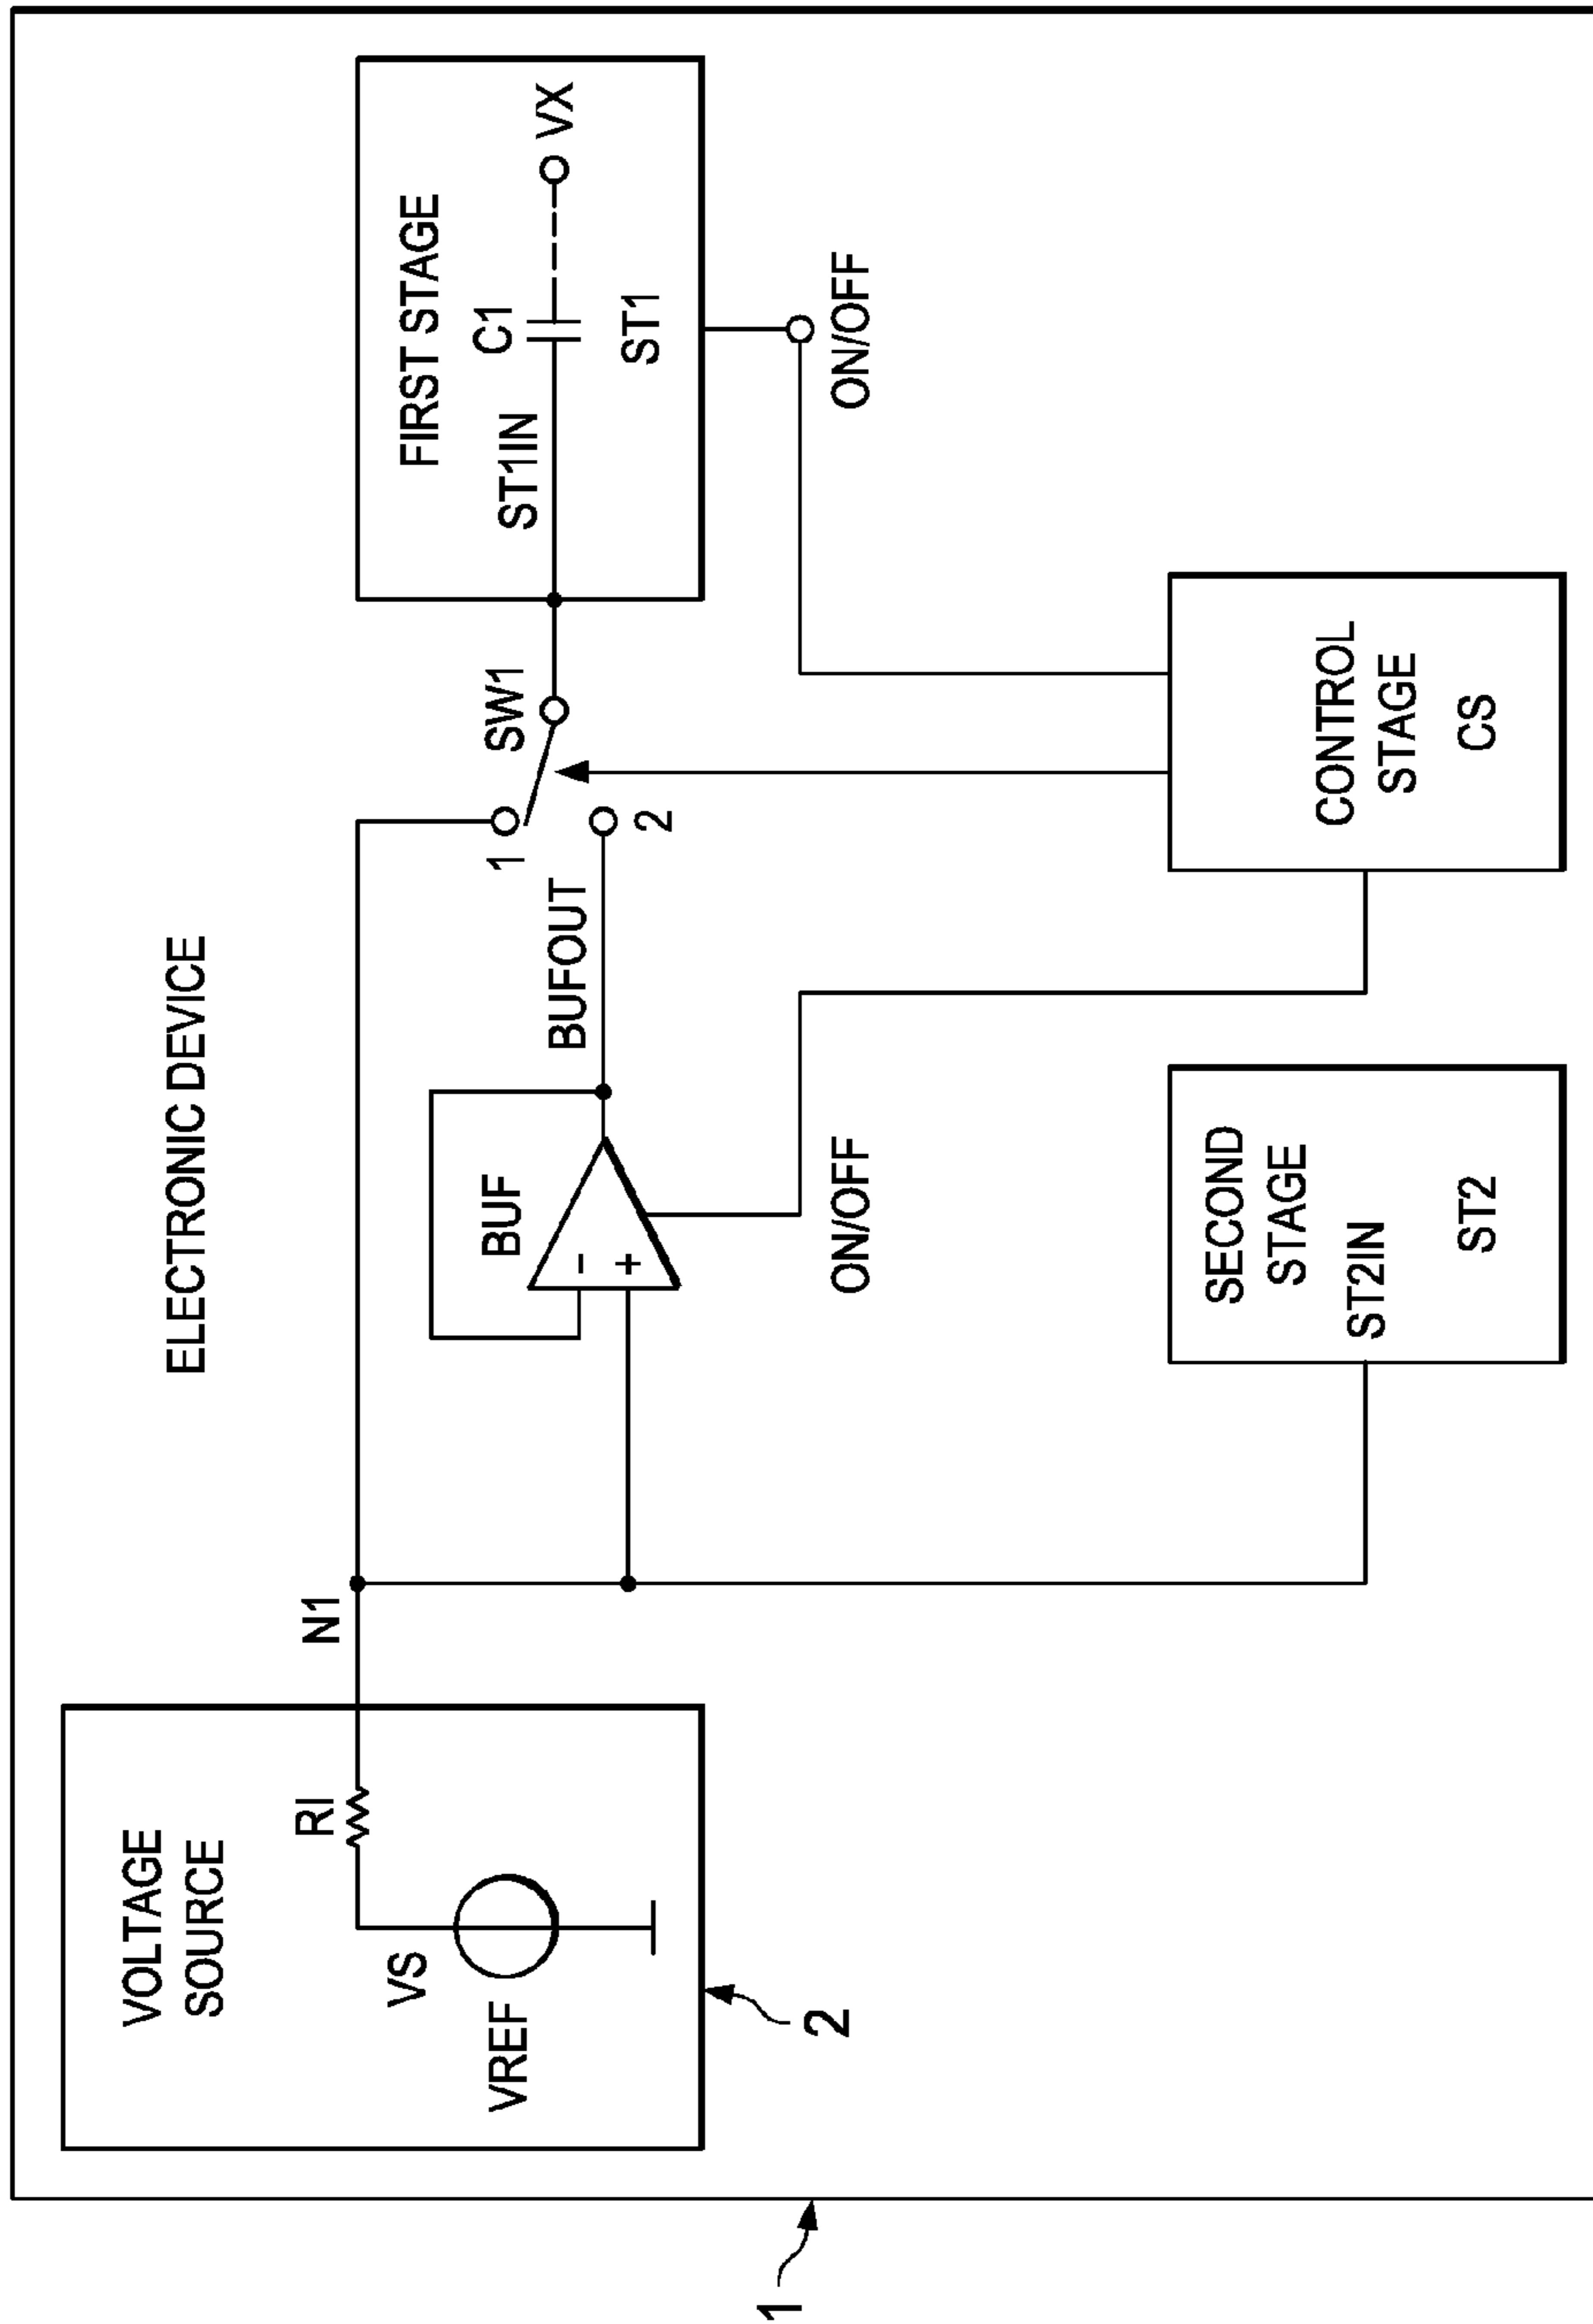 ELECTRONIC DEVICE
VOLTAGE
SOURCE
RI
VS
VREF
2
N1
BUF
-
+
BUFOUT
ON/OFF
1
SW1
2
FIRST STAGE
C1
ST1IN
VX
ST1
ON/OFF
SECOND
STAGE
ST2IN
ST2
CONTROL
STAGE
CS
1